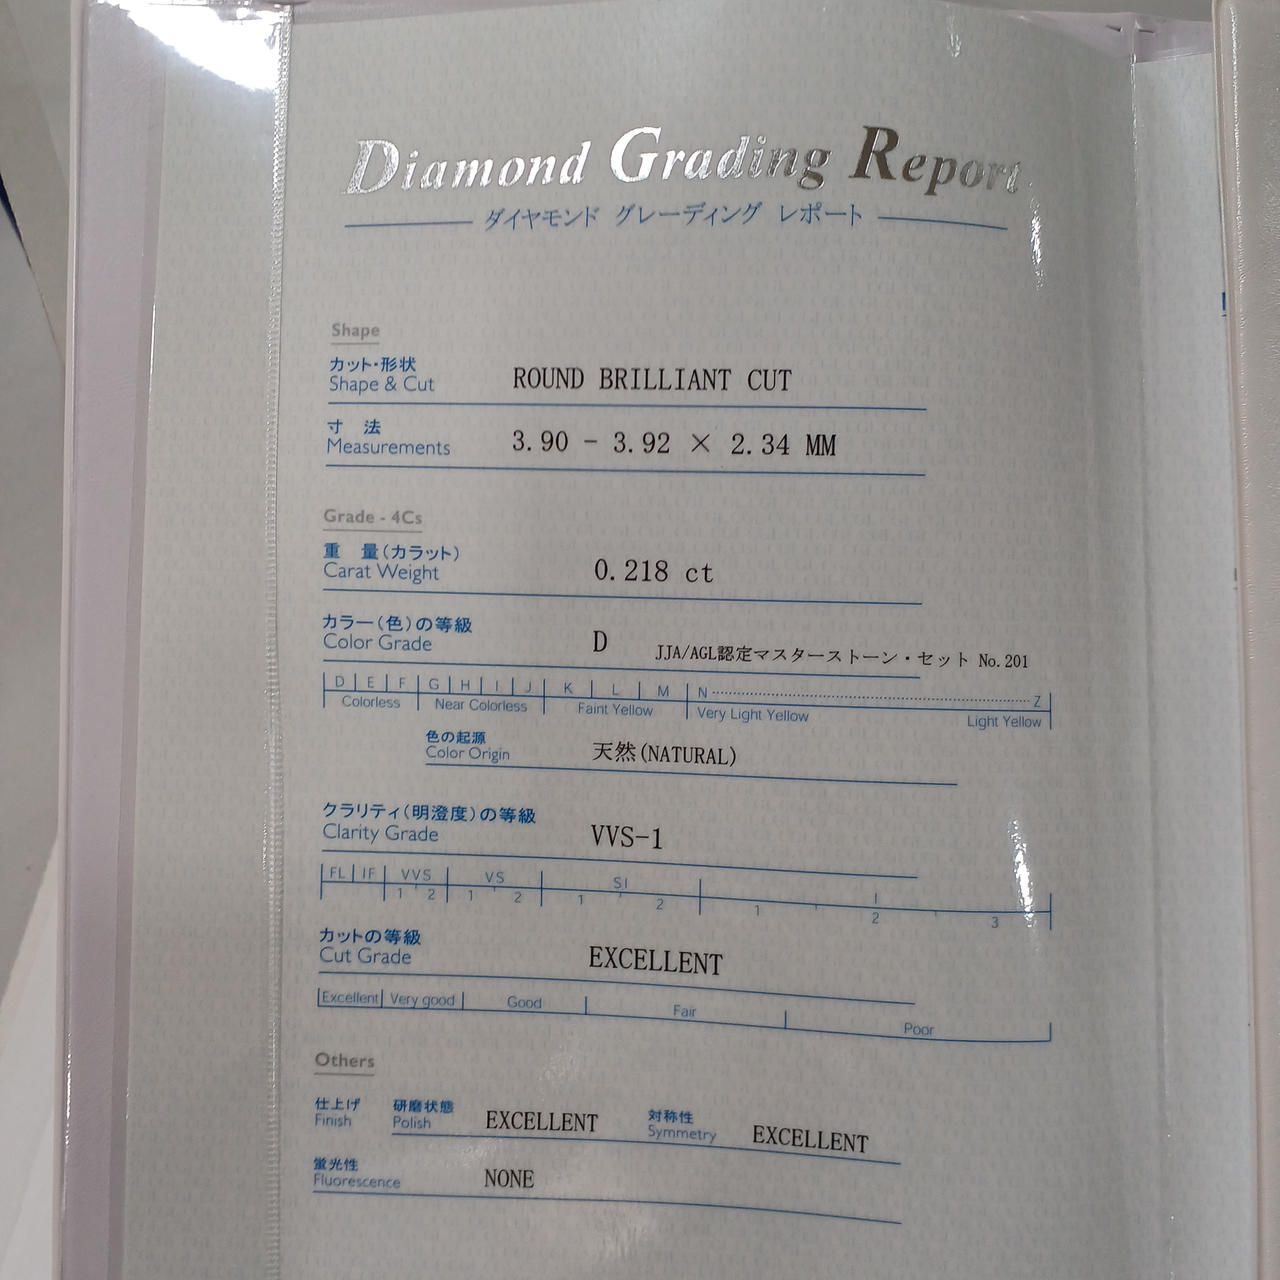 Diamond Grading Report
ダイヤモンド グレーディング レポート
Shape
カット・形状
Shape & Cut ROUND BRILLIANT CUT
寸 法
Measurements 3.90 - 3.92 × 2.34 MM
Grade - 4Cs
重 量(カラット)
Carat Weight 0.218 ct
カラー(色)の等級
Color Grade D JJA/AGL認定マスターストーン・セット No.201
D E F G H I J K L M N Z
Colorless Near Colorless Faint Yellow Very Light Yellow Light Yellow
色の起源
Color Origin 天然(NATURAL)
クラリティ(明澄度)の等級
Clarity Grade VVS-1
FL IF VVS VS SI I
1 2 1 2 1 2 1 2 3
カットの等級
Cut Grade EXCELLENT
Excellent Very good Good Fair Poor
Others
仕上げ 研磨状態 対称性
Finish Polish EXCELLENT Symmetry EXCELLENT
蛍光性
Fluorescence NONE